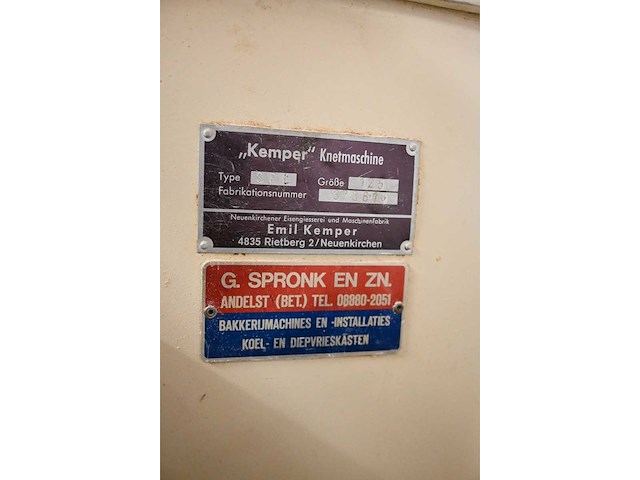 „Kemper" Knetmaschine
Type Größe
Fabrikationsnummer
Neuenkirchener Eisengiesserei und Maschinenfabrik
Emil Kemper
4835 Rietberg 2/Neuenkirchen
G. SPRONK EN ZN.
ANDELST (BET.) TEL. 08880-2051
BAKKERIJMACHINES EN -INSTALLATIES
KOEL- EN DIEPVRIESKASTEN